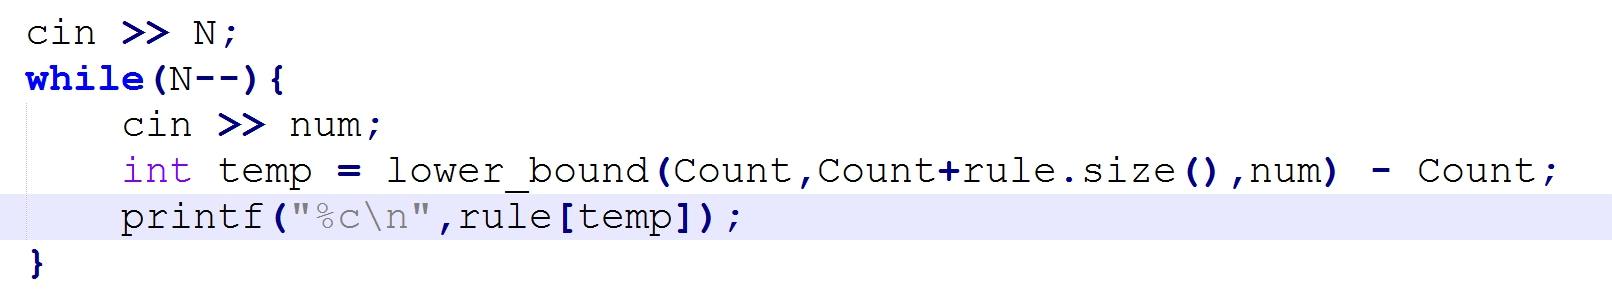 cin >> N;
while(N--){
cin >> num;
int temp = lower_bound(Count,Count+rule.size(),num) - Count;
printf("%c\n",rule[temp]);
}